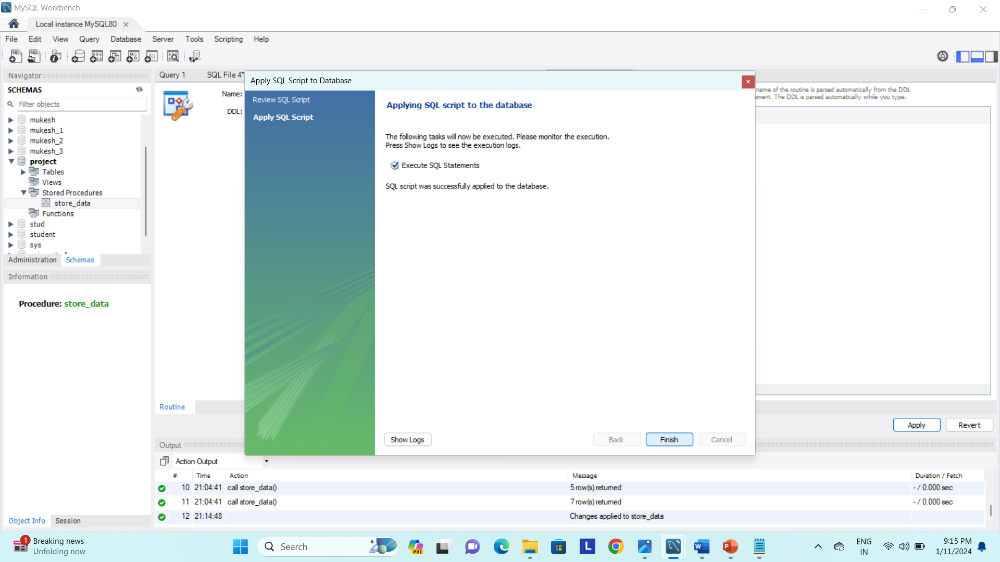 MySQL Workbench
Local instance MySQL80
File Edit View Query Database Server Tools Scripting Help
Navigator
SCHEMAS
Filter objects
mukesh
mukesh_1
mukesh_2
mukesh_3
project
Tables
Views
Stored Procedures
store_data
Functions
stud
student
sys
Administration Schemas
Information
Procedure: store_data
Object Info Session
Query 1 SQL File 4*
Name:
DDL:
name of the routine is parsed automatically from the DDL
ment. The DDL is parsed automatically while you type.
Apply SQL Script to Database
Review SQL Script
Apply SQL Script
Applying SQL script to the database
The following tasks will now be executed. Please monitor the execution.
Press Show Logs to see the execution logs.
Execute SQL Statements
SQL script was successfully applied to the database.
Show Logs Back Finish Cancel
Routine
Apply Revert
Output
Action Output
# Time Action Message Duration / Fetch
10 21:04:41 call store_data() 5 row(s) returned - / 0.000 sec
11 21:04:41 call store_data() 7 row(s) returned - / 0.000 sec
12 21:14:48 Changes applied to store_data
1 Breaking news
Unfolding now
Search
PRE
L
W
P
ENG
IN
9:15 PM
1/11/2024